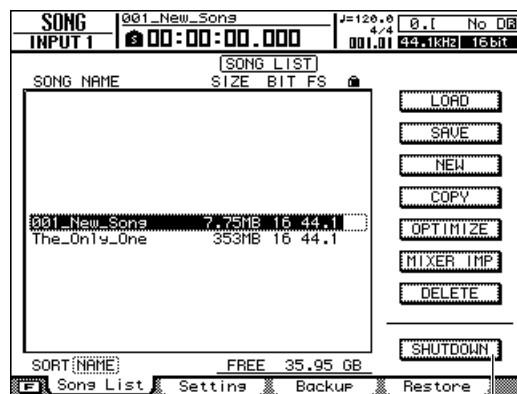 SONG
INPUT 1
001_New_Song
S 00:00:00.000
♩=120.0
4/4
001.01
0.[ No DB
44.1kHz 16bit
[SONG LIST]
SONG NAME SIZE BIT FS
001_New_Song 7.75MB 16 44.1
The_Only_One 353MB 16 44.1
LOAD
SAVE
NEW
COPY
OPTIMIZE
MIXER IMP
DELETE
SHUTDOWN
SORT NAME FREE 35.95 GB
F Song List Setting Backup Restore